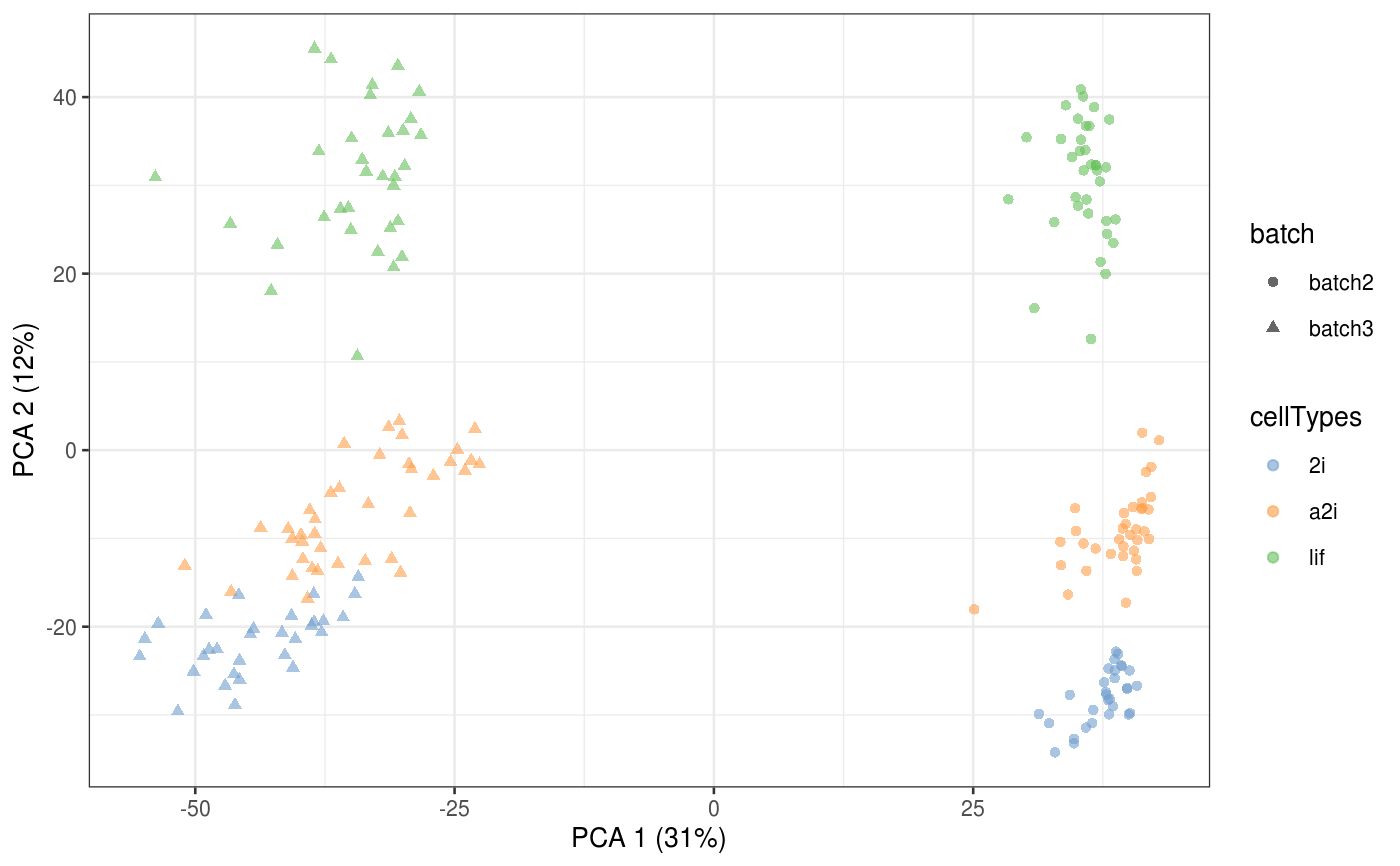 40
20
0
-20
-50
-25
0
25
PCA 1 (31%)
PCA 2 (12%)
batch
batch2
batch3
cellTypes
2i
a2i
lif